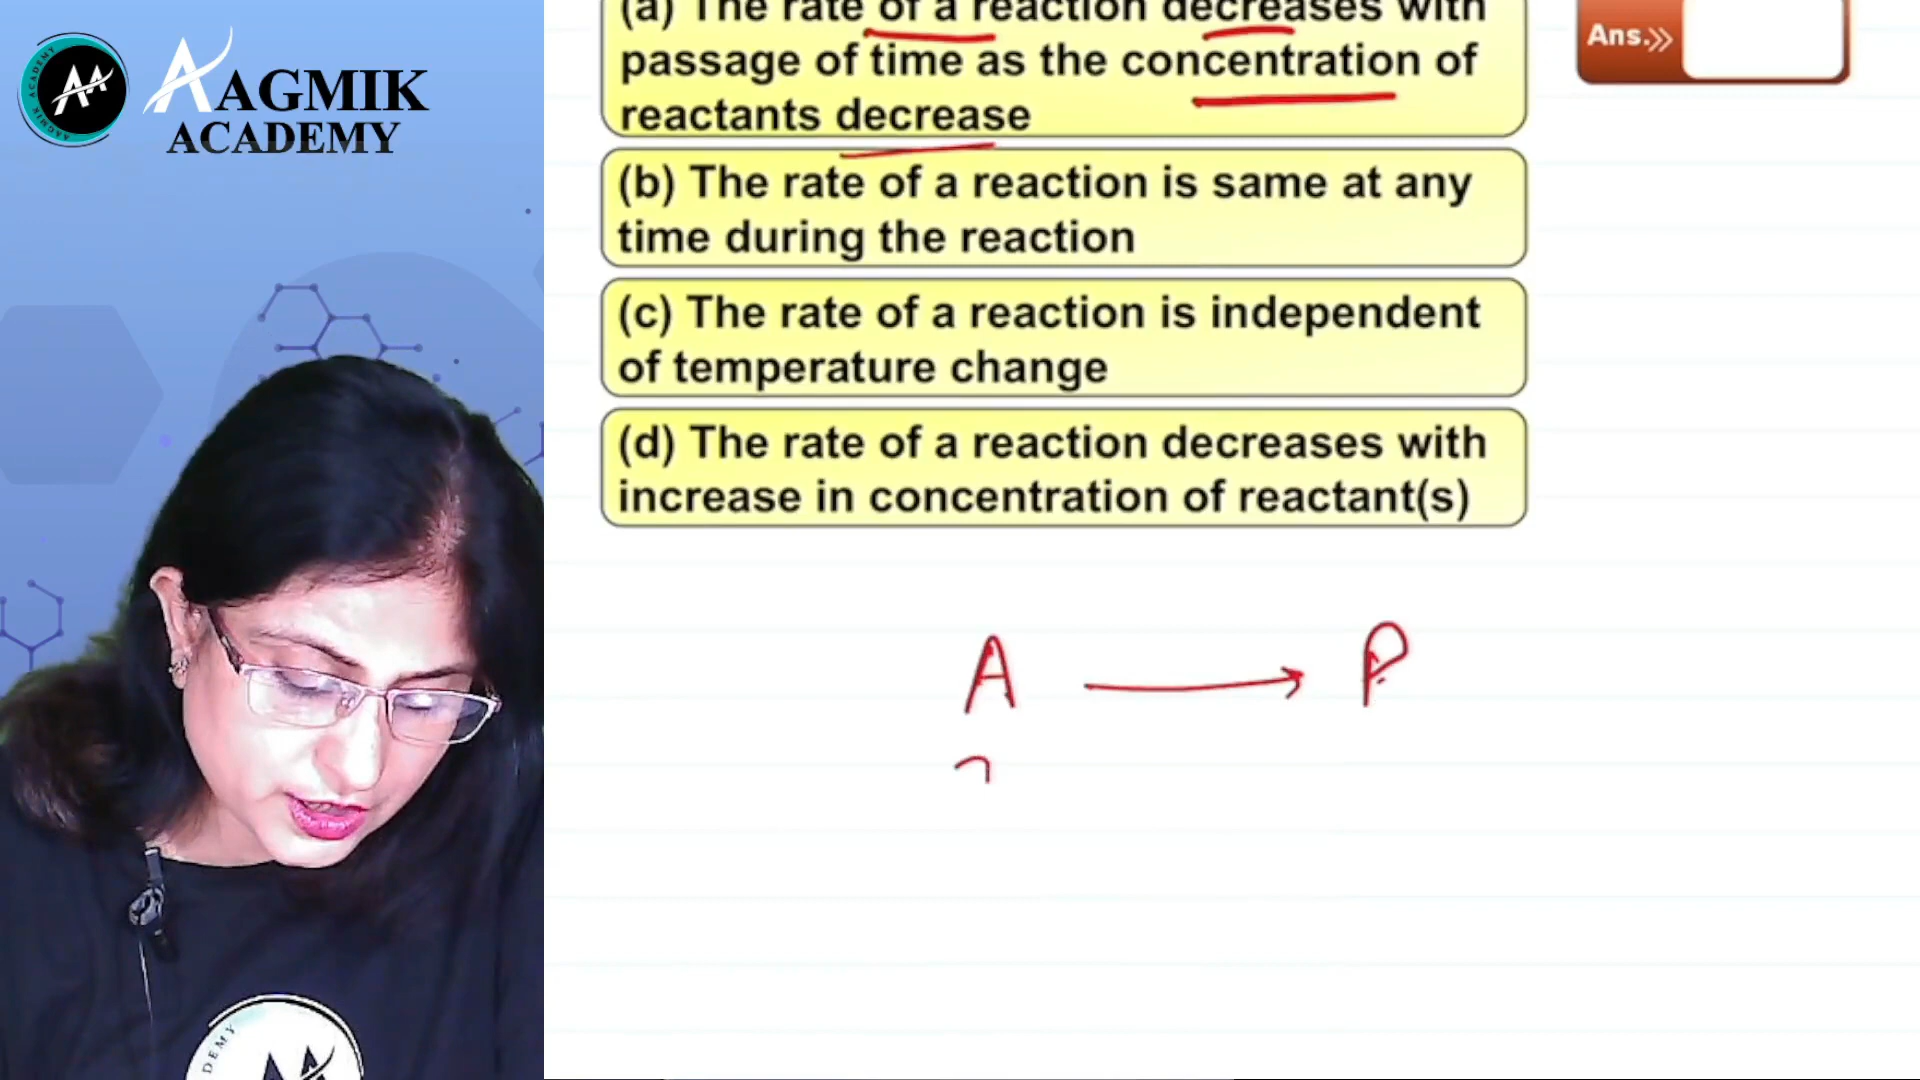 AAGMIK
ACADEMY
(a) The rate of a reaction decreases with
passage of time as the concentration of
reactants decrease
Ans.
(b) The rate of a reaction is same at any
time during the reaction
(c) The rate of a reaction is independent
of temperature change
(d) The rate of a reaction decreases with
increase in concentration of reactant(s)
A → P